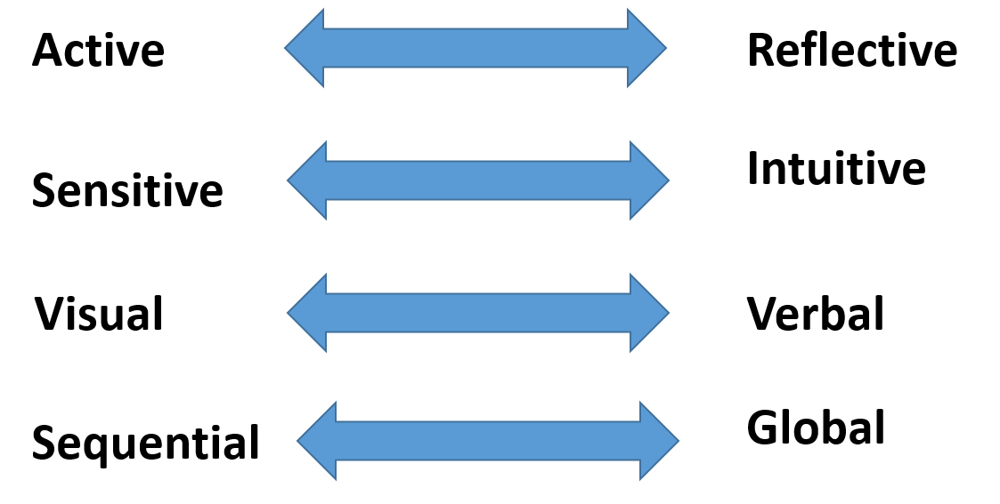 Active Reflective
Sensitive Intuitive
Visual Verbal
Sequential Global